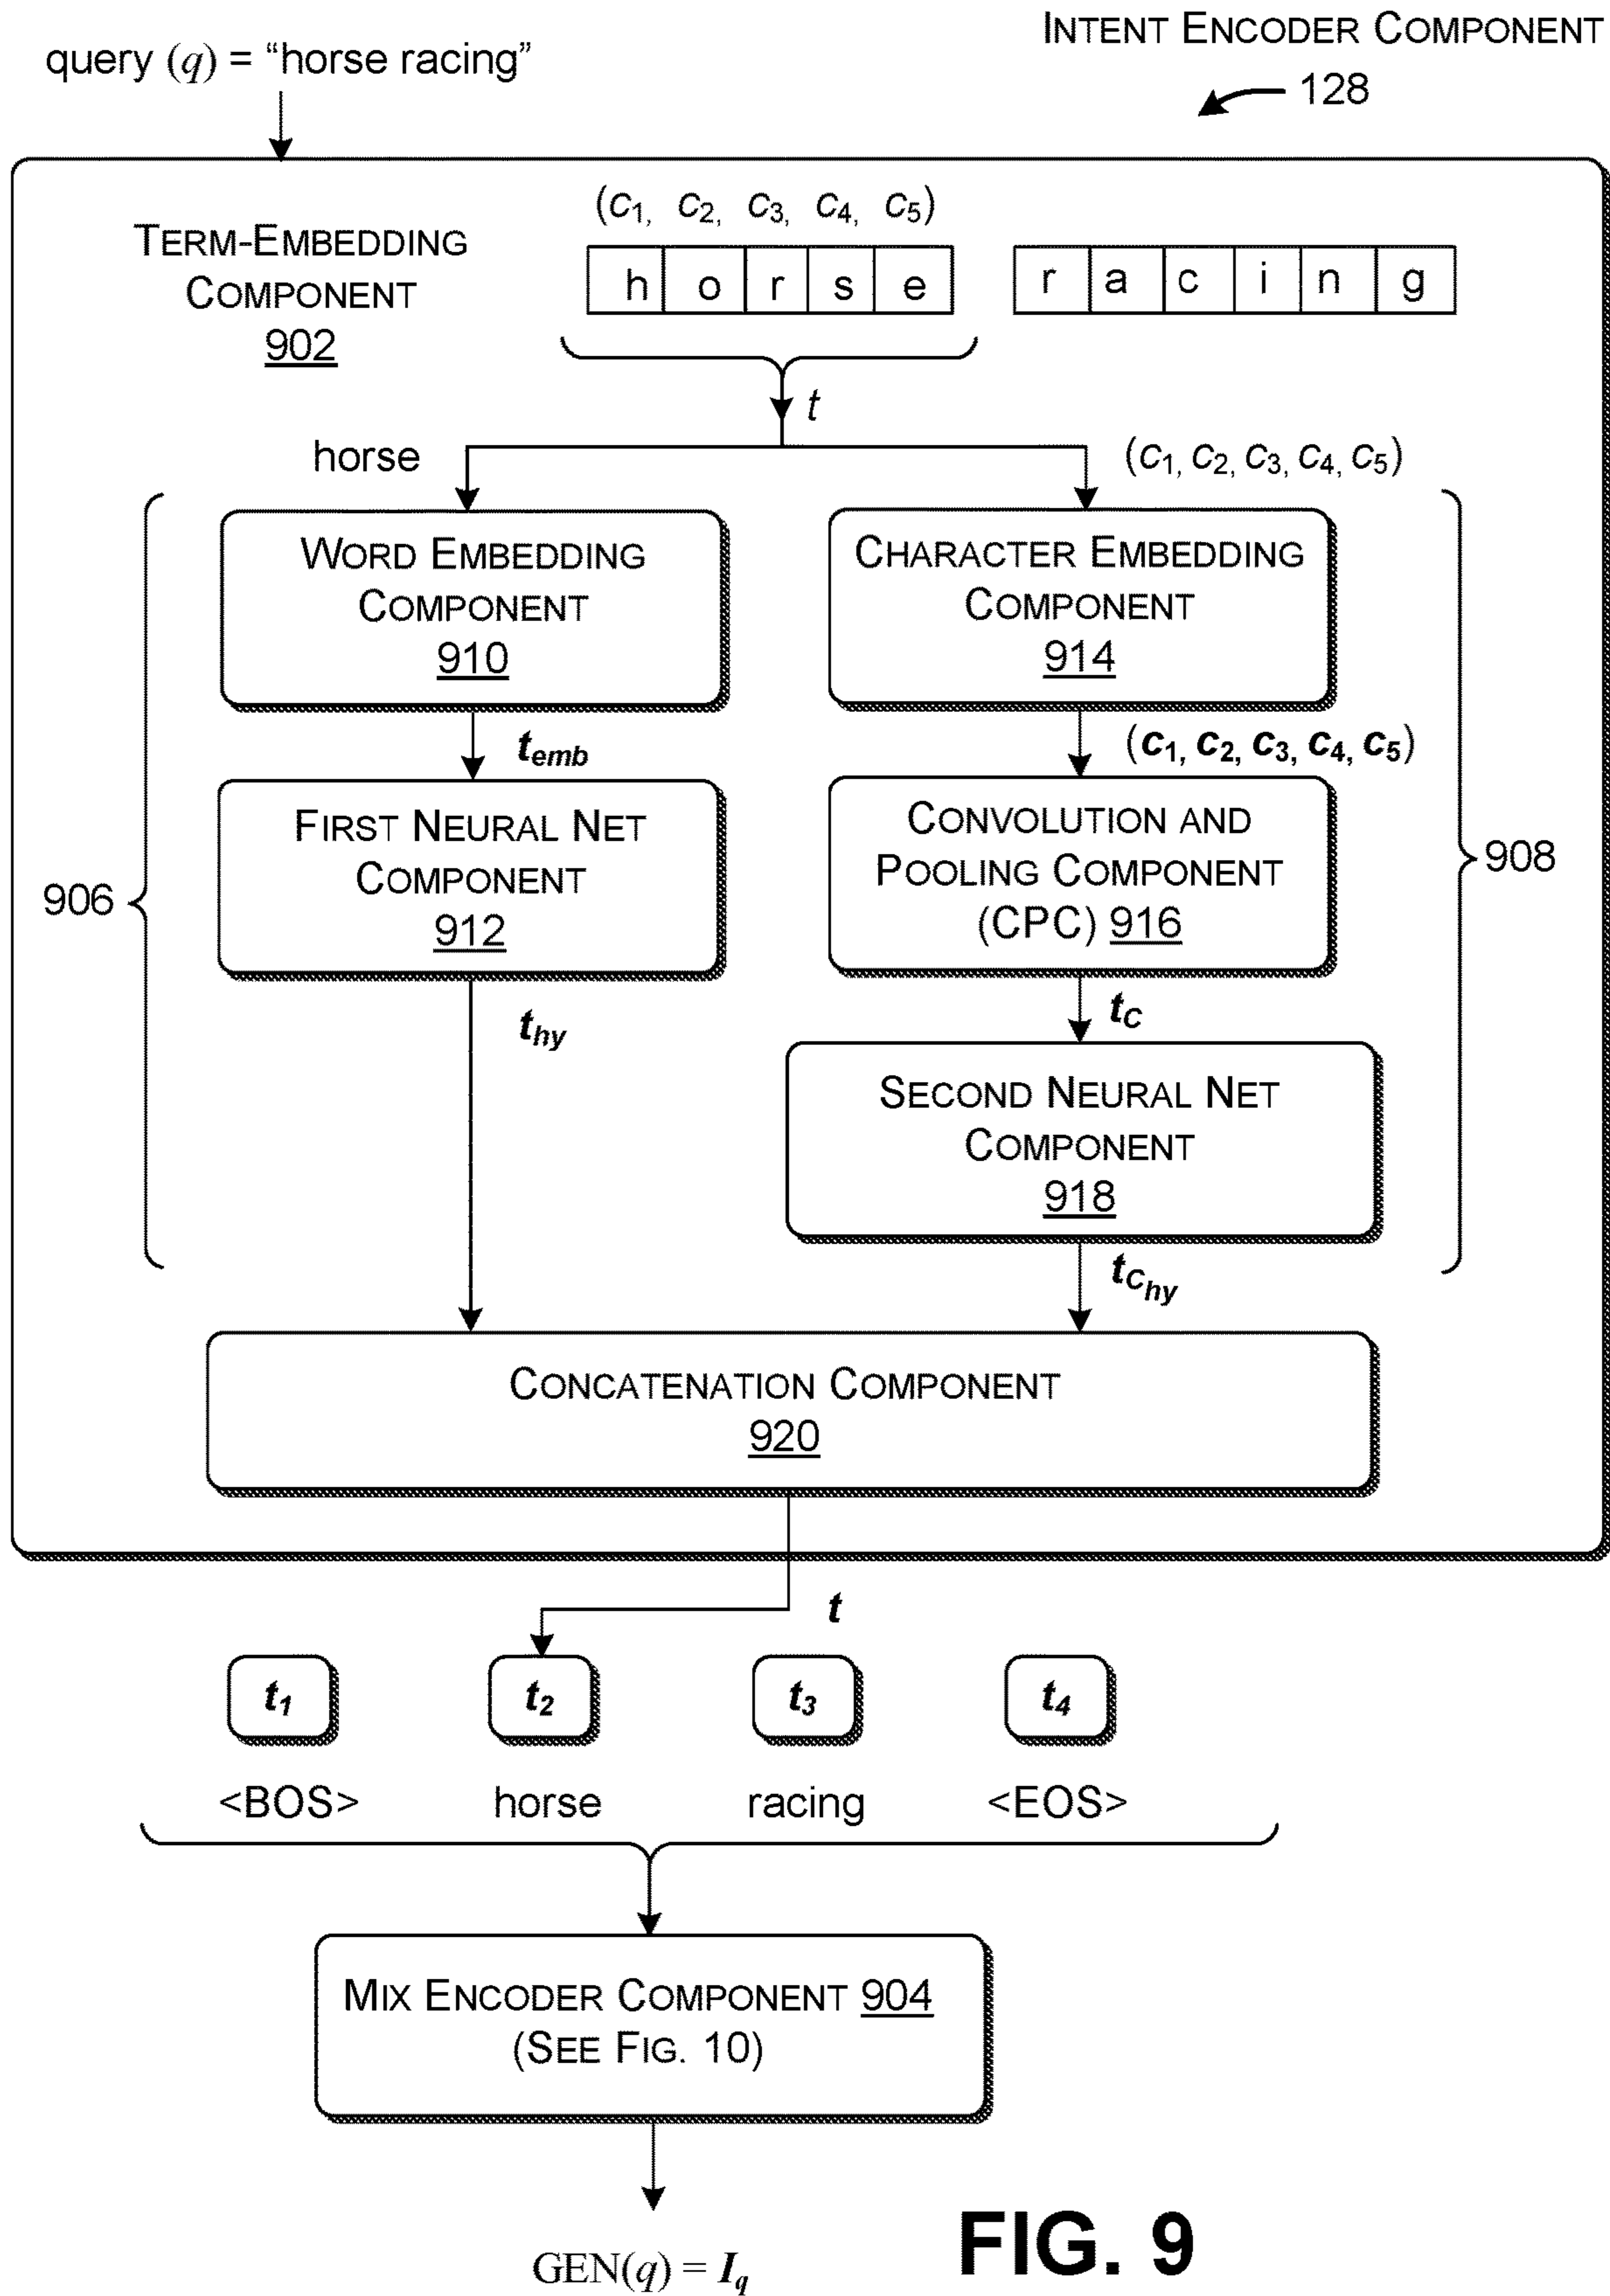 INTENT ENCODER COMPONENT
128
query (q) = “horse racing”
TERM-EMBEDDING
COMPONENT
902
(c1, c2, c3, c4, c5)
h o r s e
r a c i n g
t
horse
(c1, c2, c3, c4, c5)
WORD EMBEDDING
COMPONENT
910
CHARACTER EMBEDDING
COMPONENT
914
temb
(c1, c2, c3, c4, c5)
FIRST NEURAL NET
COMPONENT
912
CONVOLUTION AND
POOLING COMPONENT
(CPC) 916
906
908
thy
tC
SECOND NEURAL NET
COMPONENT
918
tChy
CONCATENATION COMPONENT
920
t
t1 t2 t3 t4
<BOS> horse racing <EOS>
MIX ENCODER COMPONENT 904
(SEE FIG. 10)
GEN(q) = Iq
FIG. 9